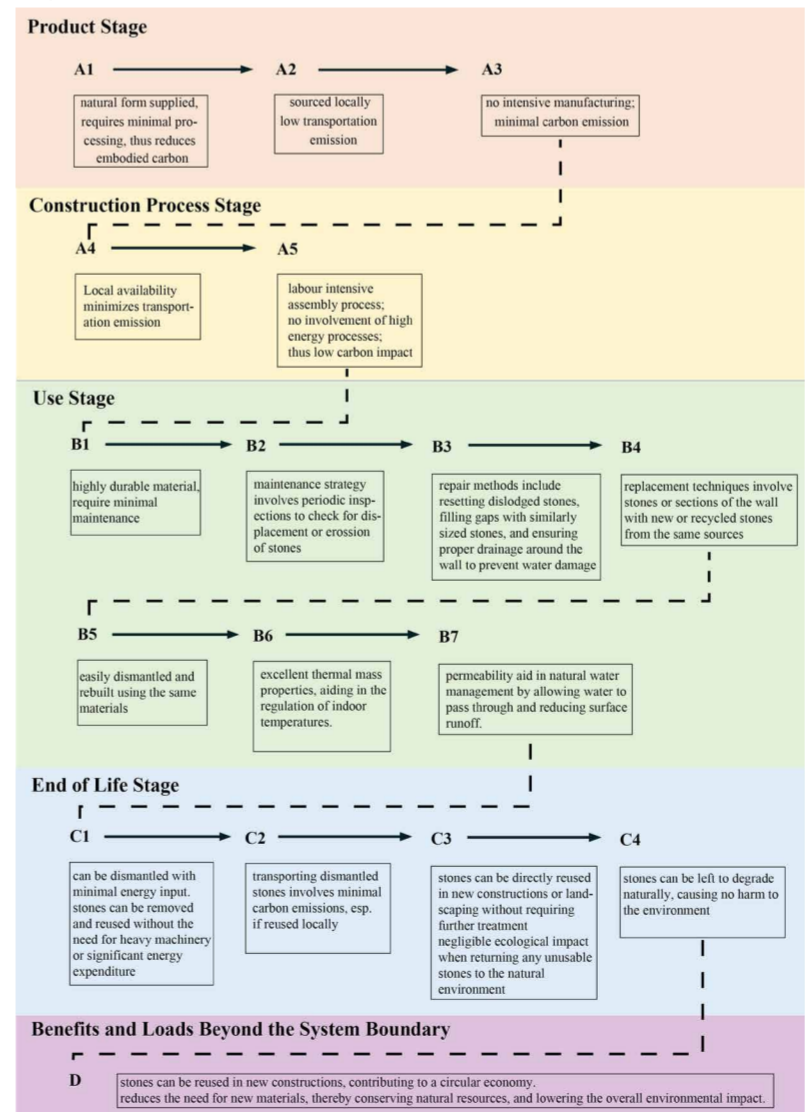 Product Stage
A1 A2 A3
natural form supplied,
requires minimal pro-
cessing, thus reduces
embodied carbon
sourced locally
low transportation
emission
no intensive manufacturing;
minimal carbon emission
Construction Process Stage
A4 A5
Local availability
minimizes transport-
ation emission
labour intensive
assembly process;
no involvement of high
energy processes;
thus low carbon impact
Use Stage
B1 B2 B3 B4
highly durable material,
require minimal
maintenance
maintenance strategy
involves periodic insp-
ections to check for dis-
placement or erossion
of stones
repair methods include
resetting dislodged stones,
filling gaps with similarly
sized stones, and ensuring
proper drainage around the
wall to prevent water damage
replacement techniques involve
stones or sections of the wall
with new or recycled stones
from the same sources
B5 B6 B7
easily dismantled and
rebuilt using the same
materials
excellent thermal mass
properties, aiding in the
regulation of indoor
temperatures.
permeability aid in natural water
management by allowing water to
pass through and reducing surface
runoff.
End of Life Stage
C1 C2 C3 C4
can be dismantled with
minimal energy input.
stones can be removed
and reused without the
need for heavy machinery
or significant energy
expenditure
transporting dismantled
stones involves minimal
carbon emissions, esp.
if reused locally
stones can be directly reused
in new constructions or land-
scaping without requiring
further treatment
negligible ecological impact
when returning any unusable
stones to the natural
environment
stones can be left to degrade
naturally, causing no harm to
the environment
Benefits and Loads Beyond the System Boundary
D
stones can be reused in new constructions, contributing to a circular economy.
reduces the need for new materials, thereby conserving natural resources, and lowering the overall environmental impact.